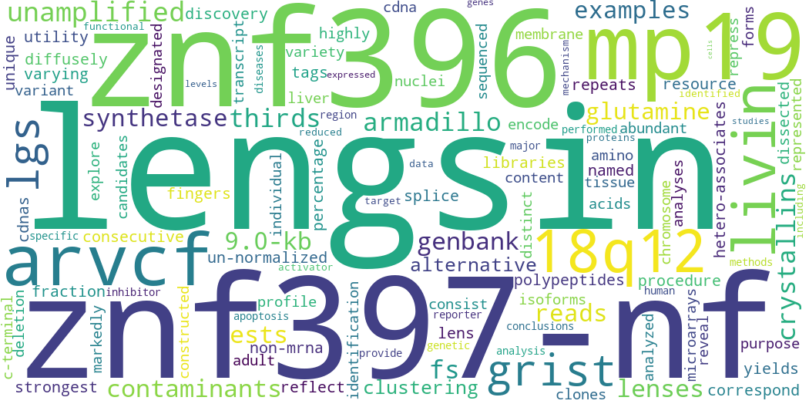 unamplified
discovery
cdna
genes
examples
functional
znf396
mp19
unique
utility
designated
transcript
diseases
highly
variety
tags
expressed
membrane
sequenced
mechanism
repress
forms
diffusely
varying
variant
levels
liver
nuclei
repeats
resource
cells
identified
lgs
synthetase
thirds
region
reduced
armadillo
encode
performed
abundant
glutamine
proteins
studies
represented
dissected
including
livin
lengsin
cdnas
explore
candidates
fingers
individual
percentage
data
target
major
content
splice
libraries
amino
named
tissue
acids
chromosome
analyses
hetero-associates
crystallins
specific
consecutive
9.0-kb
un-normalized
activator
genbank
alternative
distinct
18q12
methods
arvcf
znf397-nf
c-terminal
deletion
fraction
inhibitor
markedly
constructed
ests
profile
apoptosis
reporter
identification
lens
consist
polypeptides
isoforms
reads
procedure
human
analyzed
microarrays
reveal
purpose
non-mrna
adult
provide
genetic
conclusions
analysis
fs
grist
yields
strongest
contaminants
reflect
clustering
clones
lenses
correspond